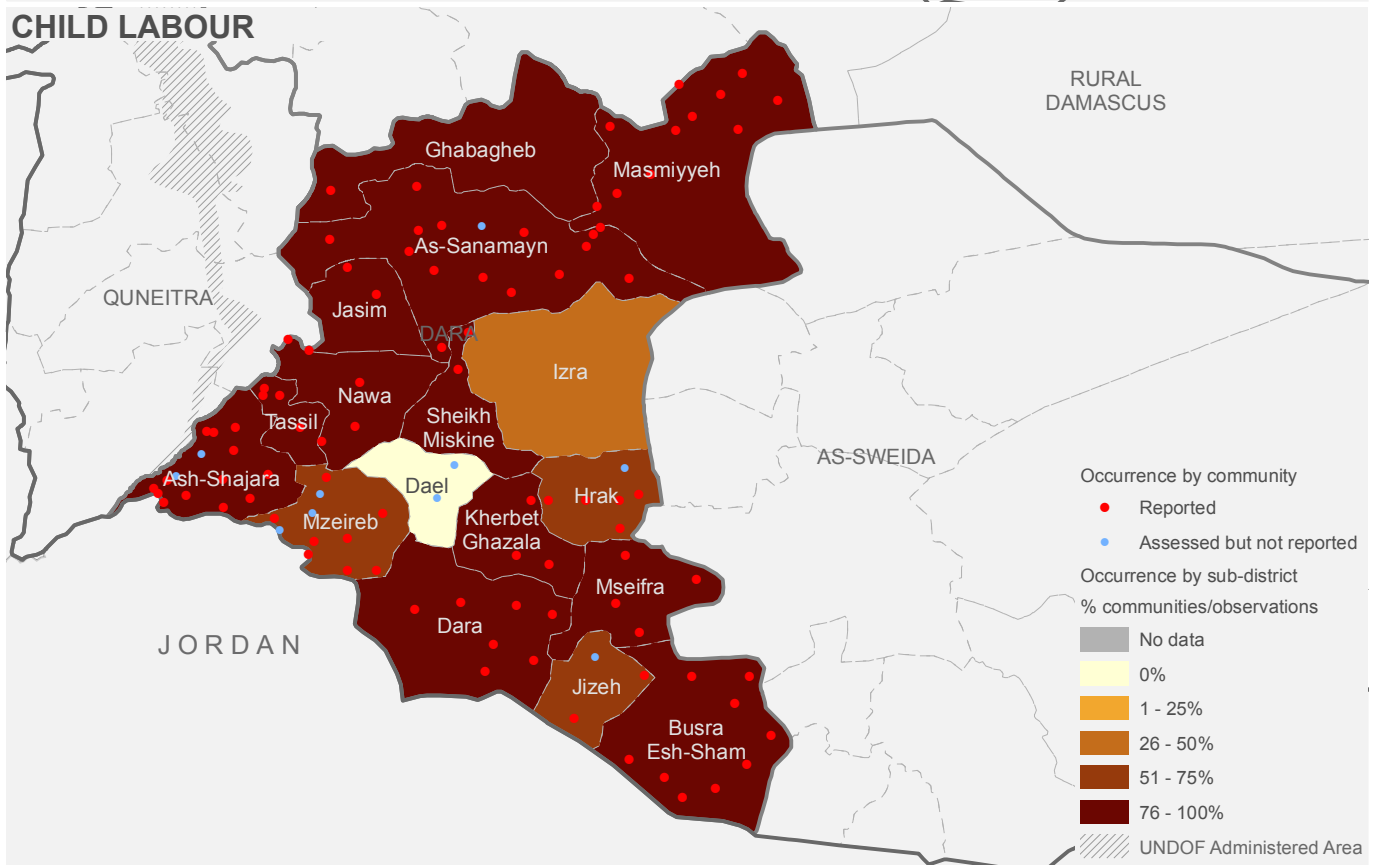 CHILD LABOUR
RURAL
DAMASCUS
Ghabagheb
Masmiyyeh
As-Sanamayn
QUNEITRA
Jasim
DARA
Izra
Nawa
Sheikh
Miskine
Tassil
AS-SWEIDA
Ash-Shajara
Dael
Hrak
Mzeireb
Kherbet
Ghazala
Mseifra
Dara
JORDAN
Jizeh
Busra
Esh-Sham
Occurrence by community
Reported
Assessed but not reported
Occurrence by sub-district
% communities/observations
No data
0%
1 - 25%
26 - 50%
51 - 75%
76 - 100%
UNDOF Administered Area